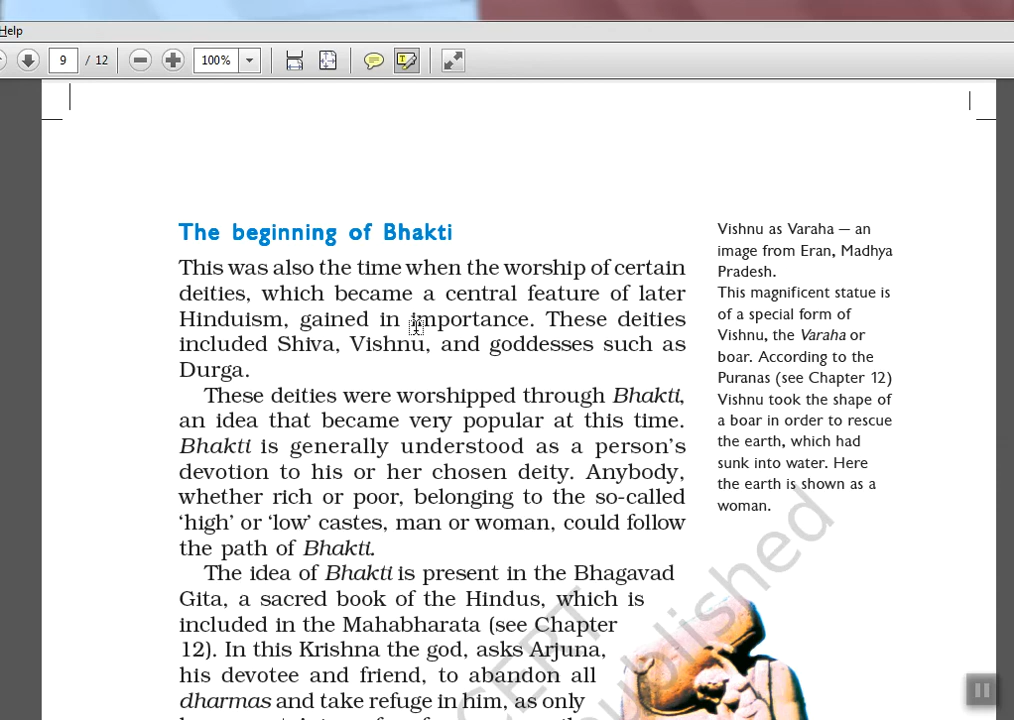 Help
9 / 12 100%
The beginning of Bhakti
This was also the time when the worship of certain
deities, which became a central feature of later
Hinduism, gained in importance. These deities
included Shiva, Vishnu, and goddesses such as
Durga.
These deities were worshipped through Bhakti,
an idea that became very popular at this time.
Bhakti is generally understood as a person's
devotion to his or her chosen deity. Anybody,
whether rich or poor, belonging to the so-called
‘high’ or ‘low’ castes, man or woman, could follow
the path of Bhakti.
The idea of Bhakti is present in the Bhagavad
Gita, a sacred book of the Hindus, which is
included in the Mahabharata (see Chapter
12). In this Krishna the god, asks Arjuna,
his devotee and friend, to abandon all
dharmas and take refuge in him, as only
Vishnu as Varaha — an
image from Eran, Madhya
Pradesh.
This magnificent statue is
of a special form of
Vishnu, the Varaha or
boar. According to the
Puranas (see Chapter 12)
Vishnu took the shape of
a boar in order to rescue
the earth, which had
sunk into water. Here
the earth is shown as a
woman.